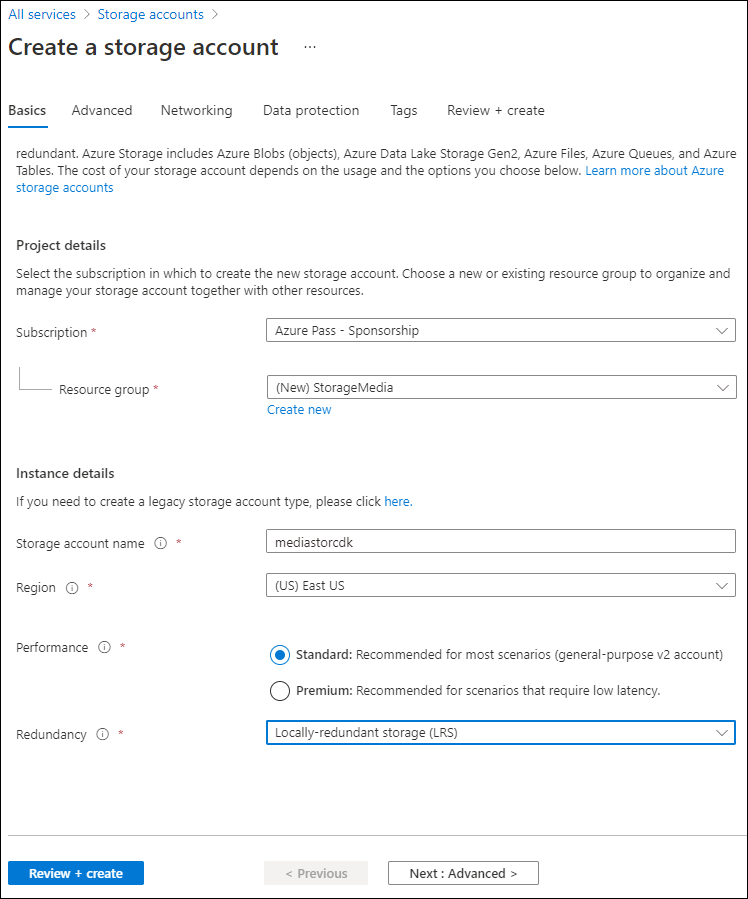 All services > Storage accounts >
Create a storage account ...
Basics Advanced Networking Data protection Tags Review + create
redundant. Azure Storage includes Azure Blobs (objects), Azure Data Lake Storage Gen2, Azure Files, Azure Queues, and Azure
Tables. The cost of your storage account depends on the usage and the options you choose below. Learn more about Azure
storage accounts
Project details
Select the subscription in which to create the new storage account. Choose a new or existing resource group to organize and
manage your storage account together with other resources.
Subscription * Azure Pass - Sponsorship
Resource group * (New) StorageMedia
Create new
Instance details
If you need to create a legacy storage account type, please click here.
Storage account name * mediastorcdk
Region * (US) East US
Performance * Standard: Recommended for most scenarios (general-purpose v2 account)
Premium: Recommended for scenarios that require low latency.
Redundancy * Locally-redundant storage (LRS)
Review + create < Previous Next : Advanced >